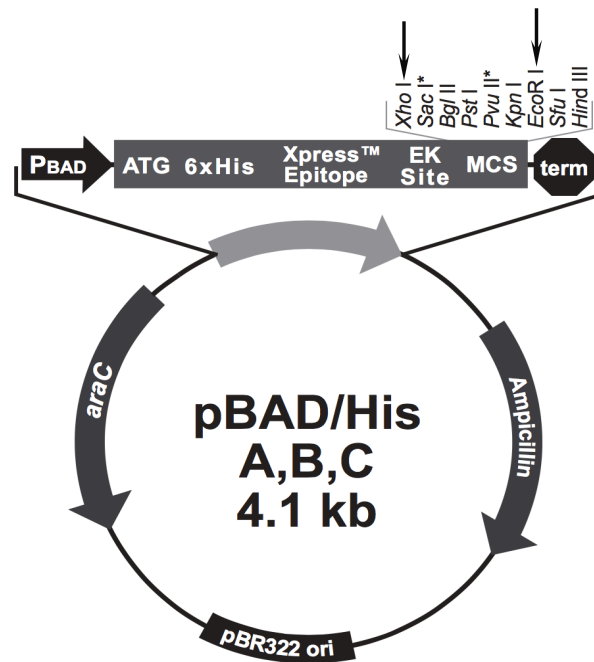 Xho I
Sac I*
Bgl II
Pst I
Pvu II*
Kpn I
EcoR I
Sfu I
Hind III
PBAD
ATG
6xHis
Xpress™
Epitope
EK
Site
MCS
term
araC
Ampicillin
pBAD/His
A,B,C
4.1 kb
pBR322 ori